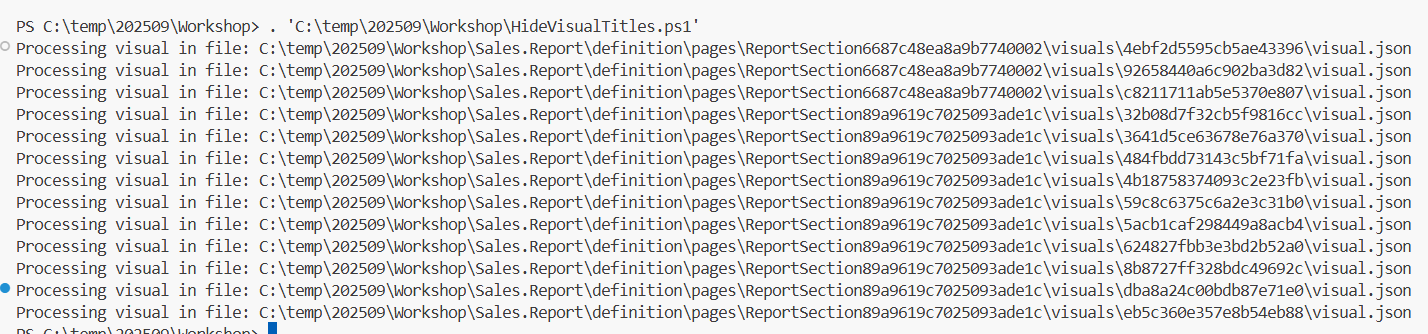 PS C:\temp\202509\Workshop> . 'C:\temp\202509\Workshop\HideVisualTitles.ps1'
Processing visual in file: C:\temp\202509\Workshop\Sales.Report\definition\pages\ReportSection6687c48ea8a9b7740002\visuals\4ebf2d5595cb5ae43396\visual.json
Processing visual in file: C:\temp\202509\Workshop\Sales.Report\definition\pages\ReportSection6687c48ea8a9b7740002\visuals\92658440a6c902ba3d82\visual.json
Processing visual in file: C:\temp\202509\Workshop\Sales.Report\definition\pages\ReportSection6687c48ea8a9b7740002\visuals\c8211711ab5e5370e807\visual.json
Processing visual in file: C:\temp\202509\Workshop\Sales.Report\definition\pages\ReportSection89a9619c7025093ade1c\visuals\32b08d7f32cb5f9816cc\visual.json
Processing visual in file: C:\temp\202509\Workshop\Sales.Report\definition\pages\ReportSection89a9619c7025093ade1c\visuals\3641d5ce63678e76a370\visual.json
Processing visual in file: C:\temp\202509\Workshop\Sales.Report\definition\pages\ReportSection89a9619c7025093ade1c\visuals\484fbdd73143c5bf71fa\visual.json
Processing visual in file: C:\temp\202509\Workshop\Sales.Report\definition\pages\ReportSection89a9619c7025093ade1c\visuals\4b18758374093c2e23fb\visual.json
Processing visual in file: C:\temp\202509\Workshop\Sales.Report\definition\pages\ReportSection89a9619c7025093ade1c\visuals\59c8c6375c6a2e3c31b0\visual.json
Processing visual in file: C:\temp\202509\Workshop\Sales.Report\definition\pages\ReportSection89a9619c7025093ade1c\visuals\5acb1caf298449a8acb4\visual.json
Processing visual in file: C:\temp\202509\Workshop\Sales.Report\definition\pages\ReportSection89a9619c7025093ade1c\visuals\624827fbb3e3bd2b52a0\visual.json
Processing visual in file: C:\temp\202509\Workshop\Sales.Report\definition\pages\ReportSection89a9619c7025093ade1c\visuals\8b8727ff328bdc49692c\visual.json
Processing visual in file: C:\temp\202509\Workshop\Sales.Report\definition\pages\ReportSection89a9619c7025093ade1c\visuals\dba8a24c00bdb87e71e0\visual.json
Processing visual in file: C:\temp\202509\Workshop\Sales.Report\definition\pages\ReportSection89a9619c7025093ade1c\visuals\eb5c360e357e8b54eb88\visual.json
PS C:\temp\202509\Workshop>